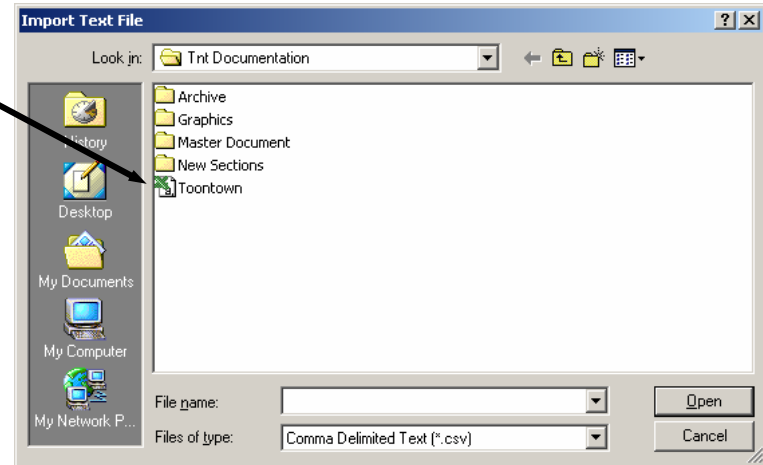 Import Text File
Look in: Tnt Documentation
History
Desktop
My Documents
My Computer
My Network P...
Archive
Graphics
Master Document
New Sections
Toontown
File name:
Open
Files of type: Comma Delimited Text (*.csv)
Cancel